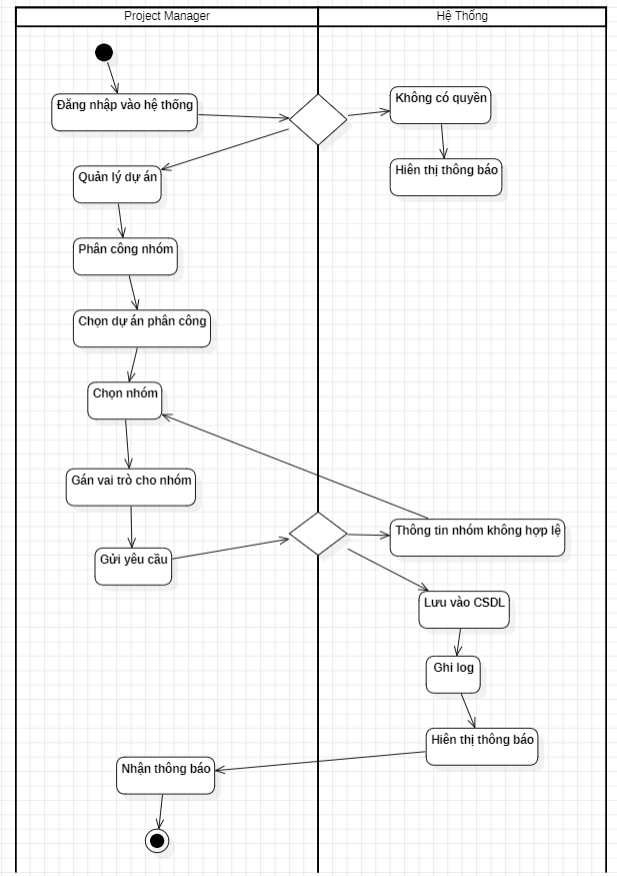 Project Manager
Hệ Thống
Đăng nhập vào hệ thống
Không có quyền
Hiên thị thông báo
Quản lý dự án
Phân công nhóm
Chọn dự án phân công
Chọn nhóm
Gán vai trò cho nhóm
Gửi yêu cầu
Thông tin nhóm không hợp lệ
Lưu vào CSDL
Ghi log
Hiên thị thông báo
Nhận thông báo